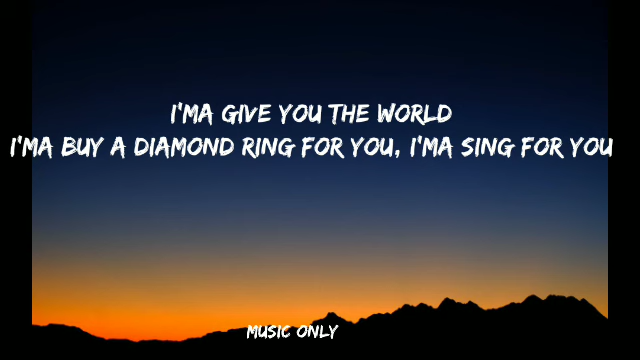 I'MA GIVE YOU THE WORLD
I'MA BUY A DIAMOND RING FOR YOU, I'MA SING FOR YOU
MUSIC ONLY